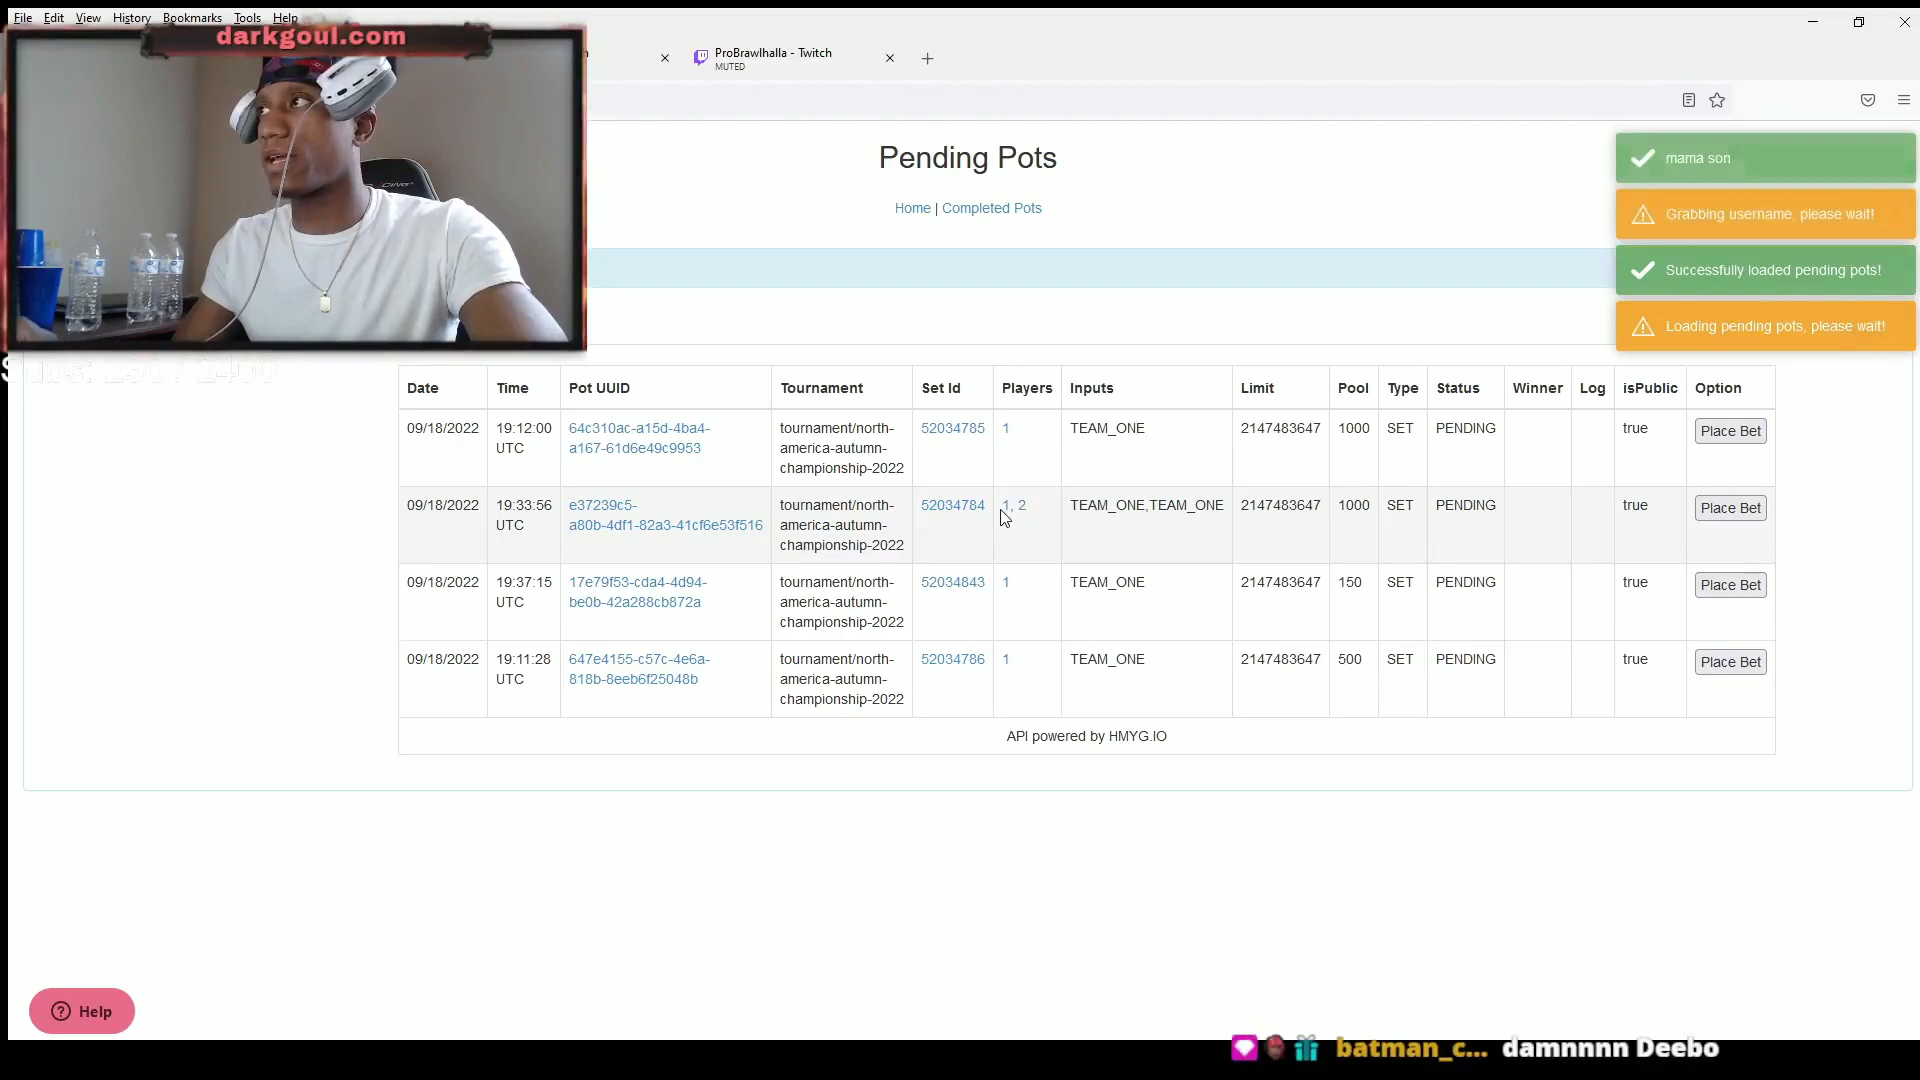 File Edit View History Bookmarks Tools Help
darkgoul.com
ProBrawlhalla - Twitch
MUTED
Pending Pots
Home | Completed Pots
mama son
Grabbing username, please wait!
Successfully loaded pending pots!
Loading pending pots, please wait!
Subs: 230 / 2400
Date Time Pot UUID Tournament Set Id Players Inputs Limit Pool Type Status Winner Log isPublic Option
09/18/2022 19:12:00 64c310ac-a15d-4ba4- tournament/north- 52034785 1 TEAM_ONE 2147483647 1000 SET PENDING true Place Bet
UTC a167-61d6e49c9953 america-autumn-
championship-2022
09/18/2022 19:33:56 e37239c5- tournament/north- 52034784 1, 2 TEAM_ONE,TEAM_ONE 2147483647 1000 SET PENDING true Place Bet
UTC a80b-4df1-82a3-41cf6e53f516 america-autumn-
championship-2022
09/18/2022 19:37:15 17e79f53-cda4-4d94- tournament/north- 52034843 1 TEAM_ONE 2147483647 150 SET PENDING true Place Bet
UTC be0b-42a288cb872a america-autumn-
championship-2022
09/18/2022 19:11:28 647e4155-c57c-4e6a- tournament/north- 52034786 1 TEAM_ONE 2147483647 500 SET PENDING true Place Bet
UTC 818b-8eeb6f25048b america-autumn-
championship-2022
API powered by HMYG.IO
Help
batman_c... damnnnn Deebo